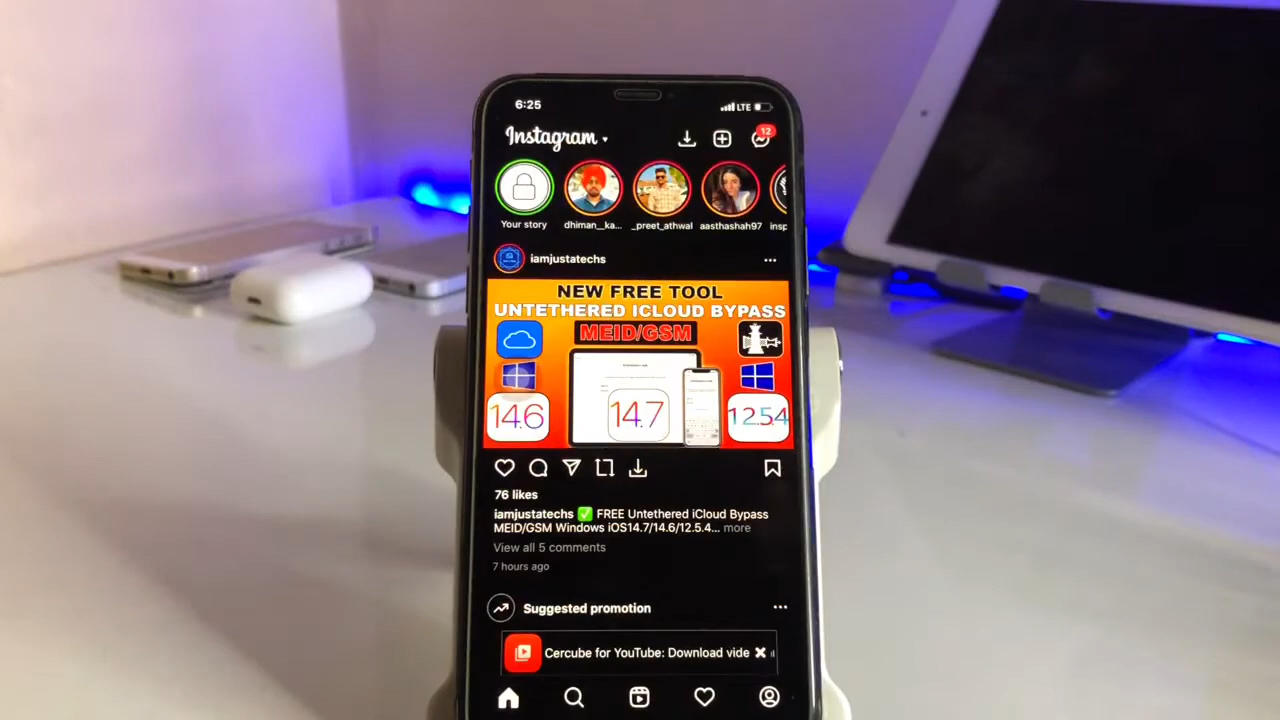 6:25
LTE
Instagram
12
Your story
dhiman__ka...
_preet_athwal
aasthashah97
insp
iamjustatechs
NEW FREE TOOL
UNTETHERED ICLOUD BYPASS
MEID/GSM
14.6
14.7
12.5.4
76 likes
iamjustatechs ✅ FREE Untethered iCloud Bypass
MEID/GSM Windows iOS14.7/14.6/12.5.4... more
View all 5 comments
7 hours ago
Suggested promotion
Cercube for YouTube: Download vide